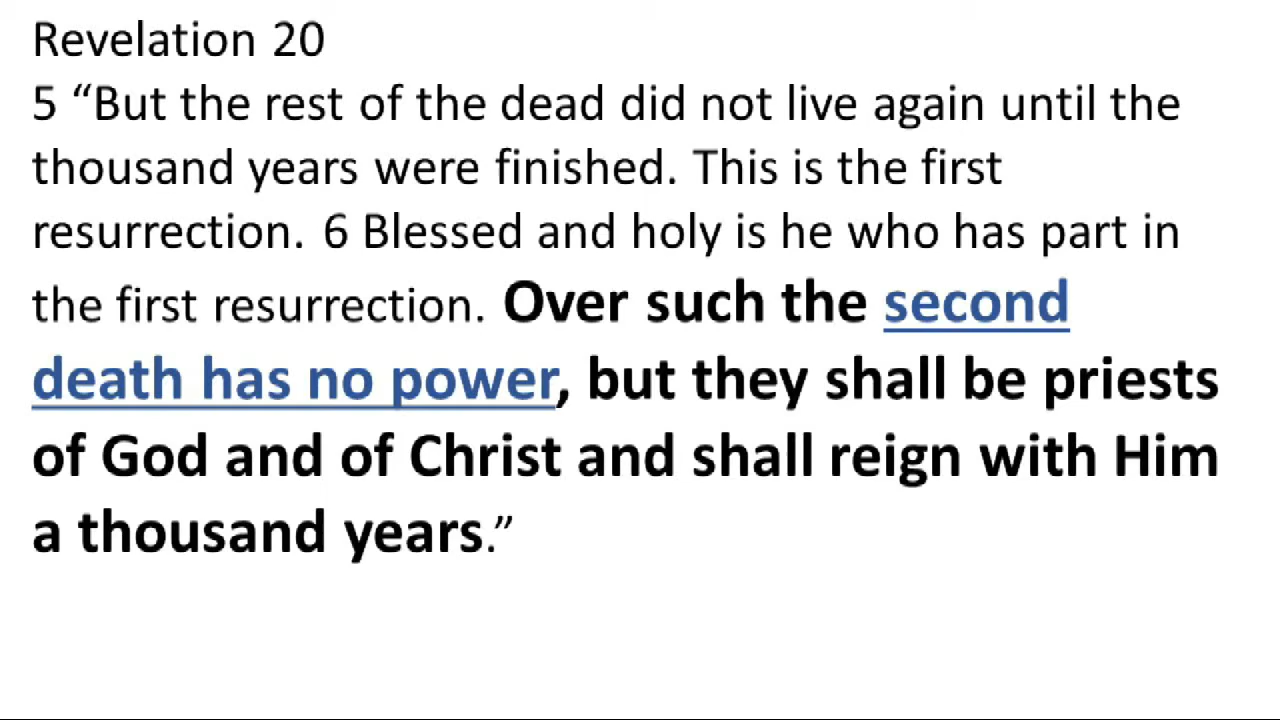 Revelation 20
5 “But the rest of the dead did not live again until the
thousand years were finished. This is the first
resurrection. 6 Blessed and holy is he who has part in
the first resurrection. Over such the second
death has no power, but they shall be priests
of God and of Christ and shall reign with Him
a thousand years.”